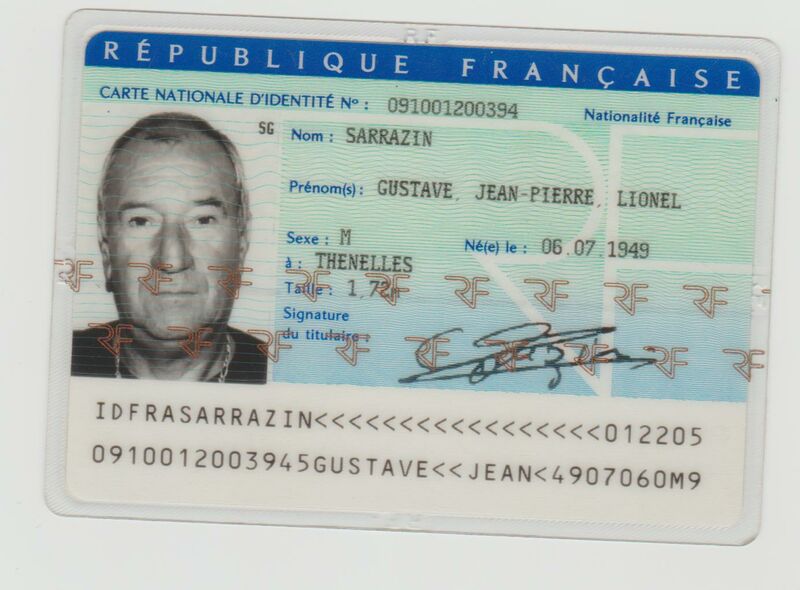 RÉPUBLIQUE FRANÇAISE
CARTE NATIONALE D'IDENTITÉ Nº : 091001200394
Nationalité Française
SG
Nom : SARRAZIN
Prénom(s): GUSTAVE, JEAN-PIERRE, LIONEL
Sexe : M
Né(e) le : 06.07.1949
à : THENELLES
Taille : 1,72m
Signature
du titulaire :
RF RF RF RF RF RF RF RF RF
RF RF RF RF RF RF RF RF RF
IDFRASARRAZIN<<<<<<<<<<<<<<<<<012205
0910012003945GUSTAVE<<JEAN<4907060M9